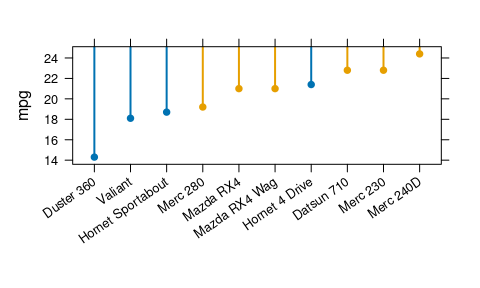 mpg
24
22
20
18
16
14
Duster 360
Valiant
Hornet Sportabout
Merc 280
Mazda RX4
Mazda RX4 Wag
Hornet 4 Drive
Datsun 710
Merc 230
Merc 240D